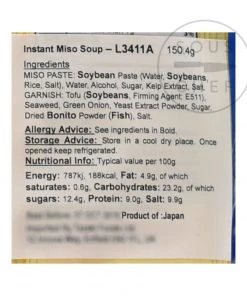 3%
SOUS
CHEF
Instant Miso Soup – L3411A 150.4g
Ingredients
MISO PASTE: Soybean Paste (Water, Soybeans,
Rice, Salt), Water, Alcohol, Sugar, Kelp Extract, Salt
GARNISH: Tofu (Soybeans, Firming Agent: E511),
Seaweed, Green Onion, Yeast Extract Powder, Sugar,
Dried Bonito Powder (Fish), Salt.
Allergy Advice: See ingredients in Bold.
Storage Advice: Store in a cool dry place. Once
opened keep refrigerated.
Nutritional Info: Typical value per 100g
Energy: 787kj, 188kcal, Fat: 4.9g, of which
saturates: 0.6g, Carbohydrates: 23.2g, of which
sugars: 12.4g, Protein: 9.0g, Salt: 9.9g
Product of :Japan